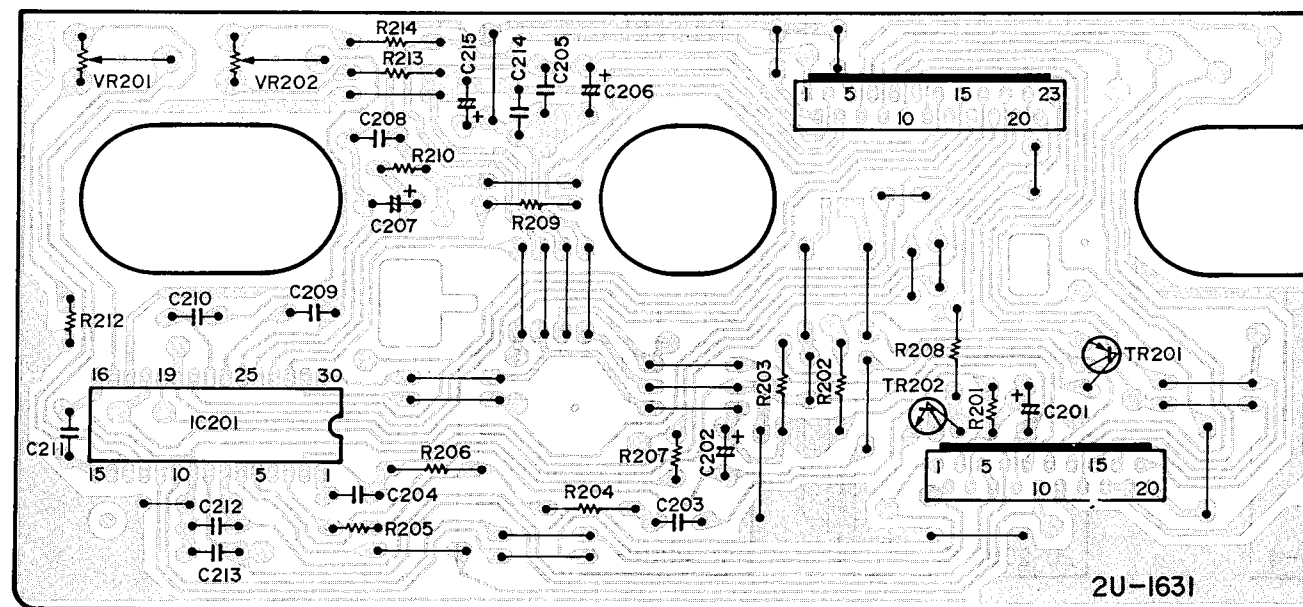 R214
VR201
VR202
R213
C215
C214
C205
C206
1 5 15 23
10 20
C208
R210
C207
R209
C210
C209
R212
R208
TR201
R203
R202
TR202
R201
C201
16 19 25 30
IC201
C211
15 10 5 1
R206
R207
C202
1 5 15
10 20
C204
R204
C203
C212
R205
C213
2U-1631